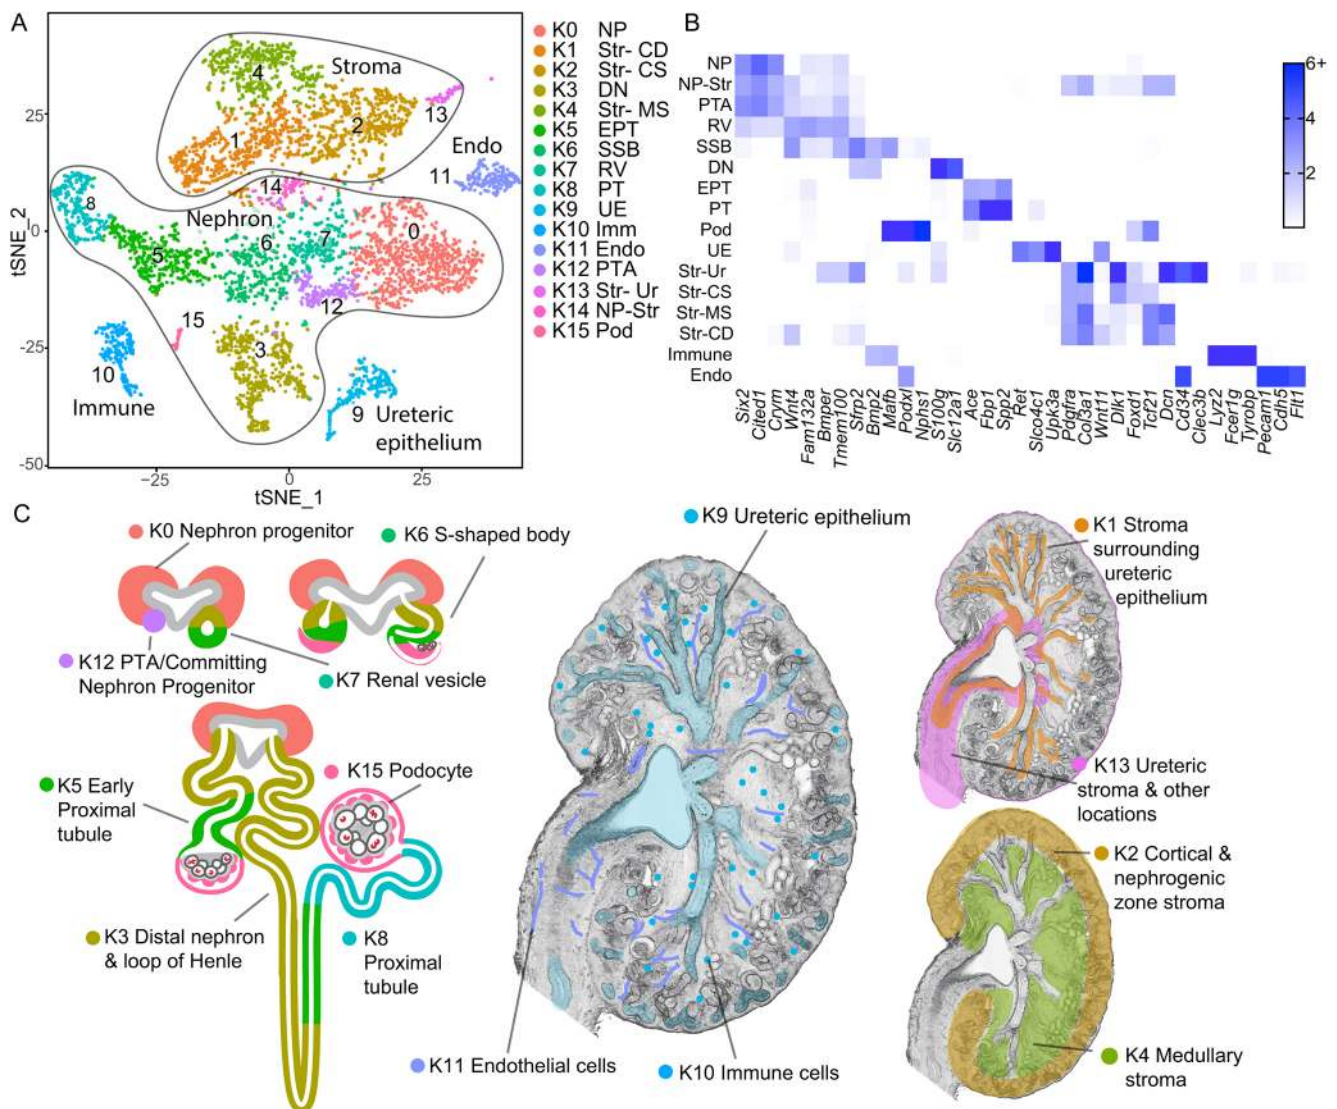 A
Stroma
4
1
2
13
Endo
11
14
Nephron
8
5
6
7
0
12
15
3
10
Immune
9
Ureteric
epithelium
25
0
−25
-50
−25
0
25
tSNE_1
tSNE_2
K0 NP
K1 Str- CD
K2 Str- CS
K3 DN
K4 Str- MS
K5 EPT
K6 SSB
K7 RV
K8 PT
K9 UE
K10 Imm
K11 Endo
K12 PTA
K13 Str- Ur
K14 NP-Str
K15 Pod
B
NP
NP-Str
PTA
RV
SSB
DN
EPT
PT
Pod
UE
Str-Ur
Str-CS
Str-MS
Str-CD
Immune
Endo
6+
4
2
Six2
Cited1
Crym
Wnt4
Fam132a
Bmper
Tmem100
Sfrp2
Bmp2
Mafb
Podxl
Nphs1
S100g
Slc12a1
Ace
Fbp1
Spp2
Ret
Slco4c1
Upk3a
Pdgfra
Col3a1
Wnt11
Dlk1
Foxd1
Tcf21
Dcn
Cd34
Clec3b
Lyz2
Fcer1g
Tyrobp
Pecam1
Cdh5
Flt1
C
K0 Nephron progenitor
K6 S-shaped body
K12 PTA/Committing
Nephron Progenitor
K7 Renal vesicle
K5 Early
Proximal
tubule
K15 Podocyte
K3 Distal nephron
& loop of Henle
K8
Proximal
tubule
K9 Ureteric epithelium
K11 Endothelial cells
K10 Immune cells
K1 Stroma
surrounding
ureteric
epithelium
K13 Ureteric
stroma & other
locations
K2 Cortical &
nephrogenic
zone stroma
K4 Medullary
stroma